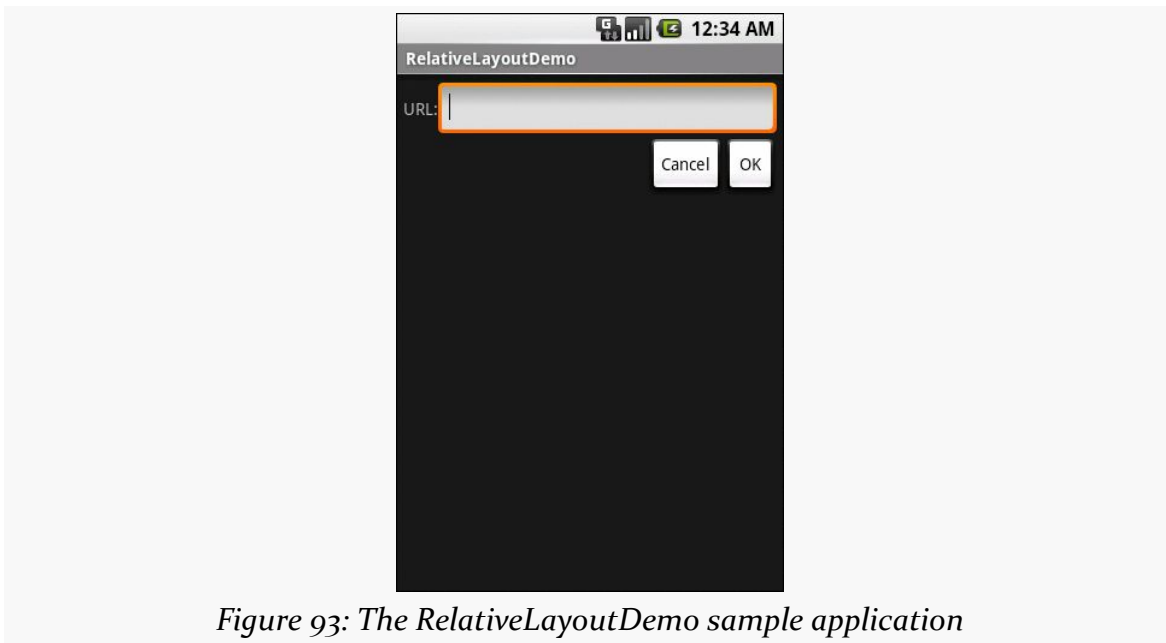 G
12:34 AM
RelativeLayoutDemo
URL:
Cancel OK
Figure 93: The RelativeLayoutDemo sample application